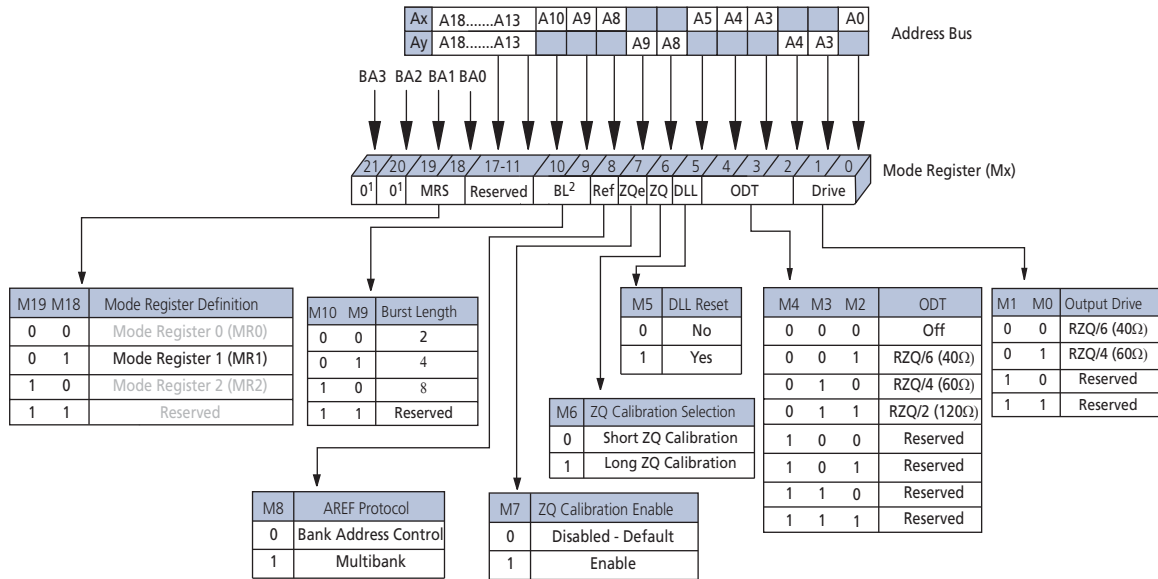 Ax A18.......A13 A10 A9 A8 A5 A4 A3 A0
Ay A18.......A13 A9 A8 A4 A3
Address Bus
BA3 BA2 BA1 BA0
21 20 19 18 17-11 10 9 8 7 6 5 4 3 2 1 0
Mode Register (Mx)
0¹ 0¹ MRS Reserved BL² Ref ZQe ZQ DLL ODT Drive
M19 M18 Mode Register Definition
0 0 Mode Register 0 (MR0)
0 1 Mode Register 1 (MR1)
1 0 Mode Register 2 (MR2)
1 1 Reserved
M10 M9 Burst Length
0 0 2
0 1 4
1 0 8
1 1 Reserved
M5 DLL Reset
0 No
1 Yes
M4 M3 M2 ODT
0 0 0 Off
0 0 1 RZQ/6 (40Ω)
0 1 0 RZQ/4 (60Ω)
0 1 1 RZQ/2 (120Ω)
1 0 0 Reserved
1 0 1 Reserved
1 1 0 Reserved
1 1 1 Reserved
M1 M0 Output Drive
0 0 RZQ/6 (40Ω)
0 1 RZQ/4 (60Ω)
1 0 Reserved
1 1 Reserved
M6 ZQ Calibration Selection
0 Short ZQ Calibration
1 Long ZQ Calibration
M8 AREF Protocol
0 Bank Address Control
1 Multibank
M7 ZQ Calibration Enable
0 Disabled - Default
1 Enable